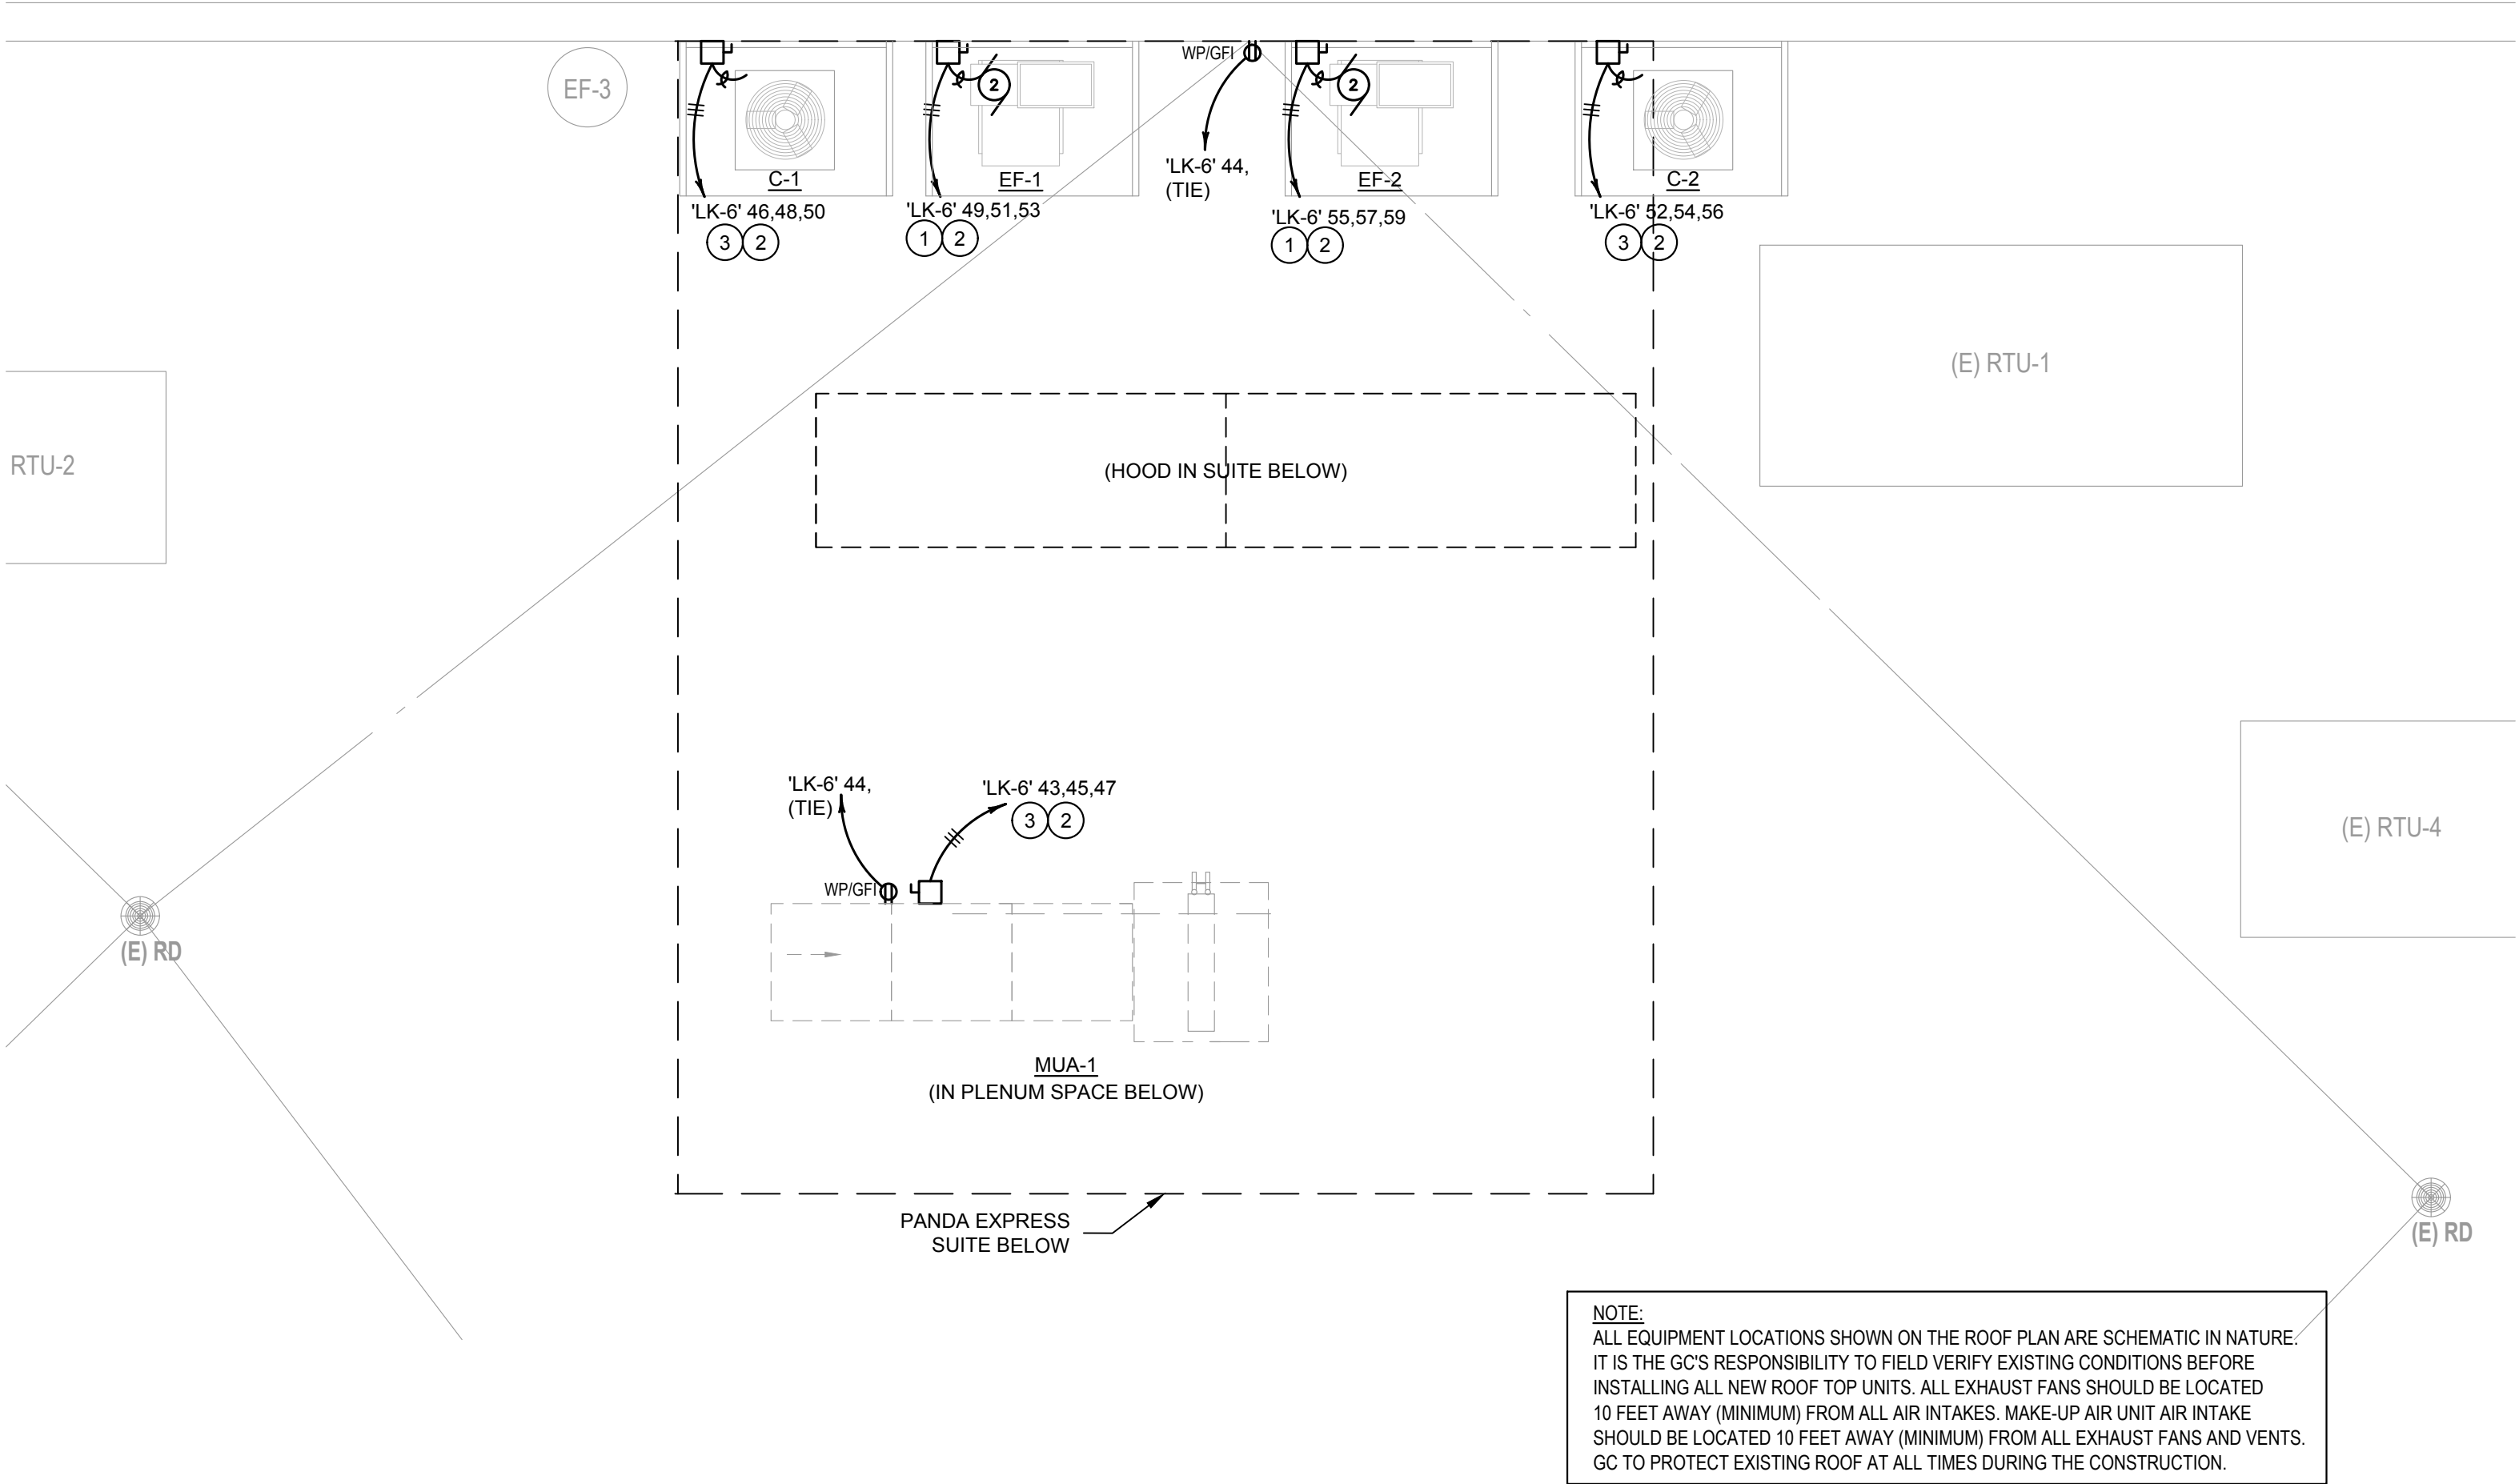 WP/GFI
EF-3
2
2
'LK-6' 44,
(TIE)
C-1
EF-1
EF-2
C-2
'LK-6' 46,48,50
3 2
'LK-6' 49,51,53
1 2
'LK-6' 55,57,59
1 2
'LK-6' 52,54,56
3 2
(E) RTU-1
RTU-2
(HOOD IN SUITE BELOW)
'LK-6' 44,
(TIE)
'LK-6' 43,45,47
3 2
(E) RTU-4
WP/GFI
(E) RD
MUA-1
(IN PLENUM SPACE BELOW)
PANDA EXPRESS
SUITE BELOW
(E) RD
NOTE:
ALL EQUIPMENT LOCATIONS SHOWN ON THE ROOF PLAN ARE SCHEMATIC IN NATURE.
IT IS THE GC'S RESPONSIBILITY TO FIELD VERIFY EXISTING CONDITIONS BEFORE
INSTALLING ALL NEW ROOF TOP UNITS. ALL EXHAUST FANS SHOULD BE LOCATED
10 FEET AWAY (MINIMUM) FROM ALL AIR INTAKES. MAKE-UP AIR UNIT AIR INTAKE
SHOULD BE LOCATED 10 FEET AWAY (MINIMUM) FROM ALL EXHAUST FANS AND VENTS.
GC TO PROTECT EXISTING ROOF AT ALL TIMES DURING THE CONSTRUCTION.